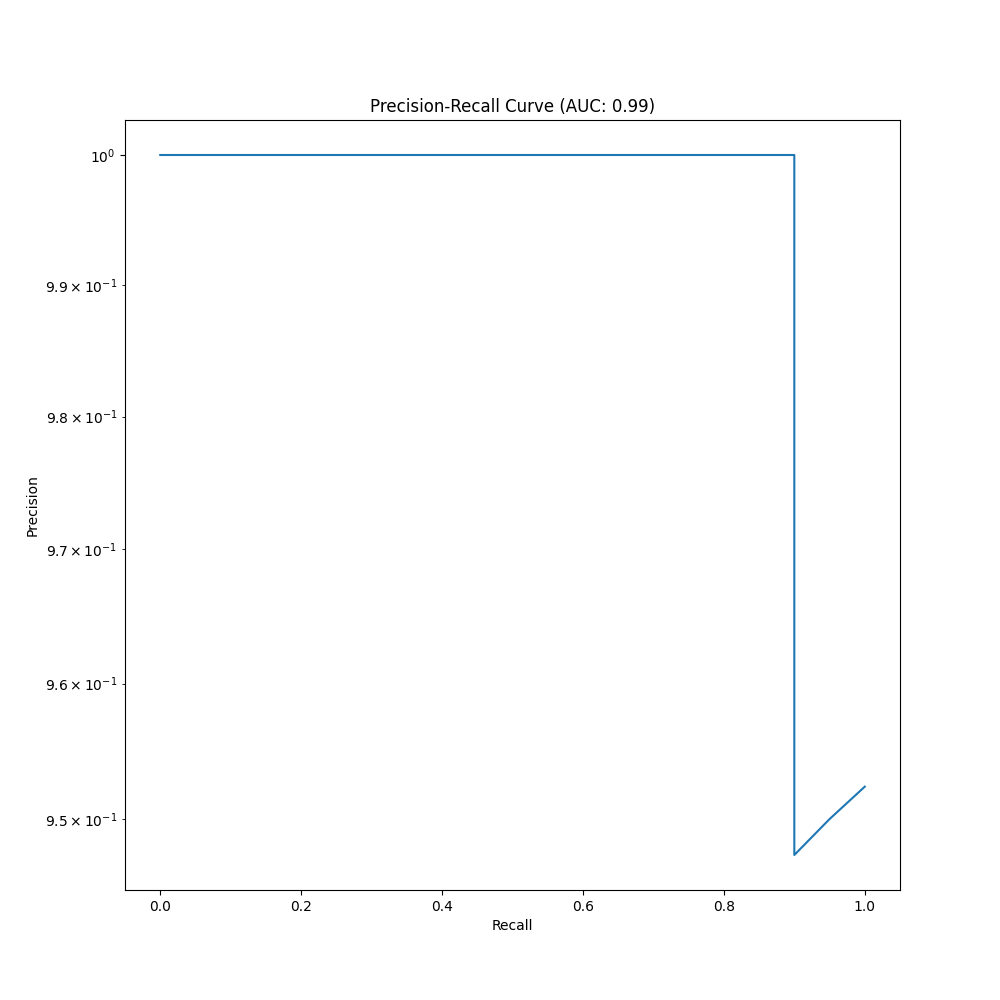 Precision-Recall Curve (AUC: 0.99)
10⁰
9.9 × 10⁻¹
9.8 × 10⁻¹
9.7 × 10⁻¹
9.6 × 10⁻¹
9.5 × 10⁻¹
Precision
0.0 0.2 0.4 0.6 0.8 1.0
Recall